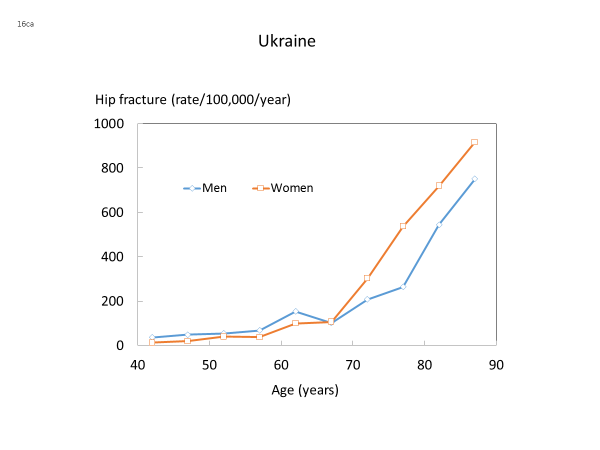 16ca
Ukraine
Hip fracture (rate/100,000/year)
1000
800
Men Women
600
400
200
0
40 50 60 70 80 90
Age (years)